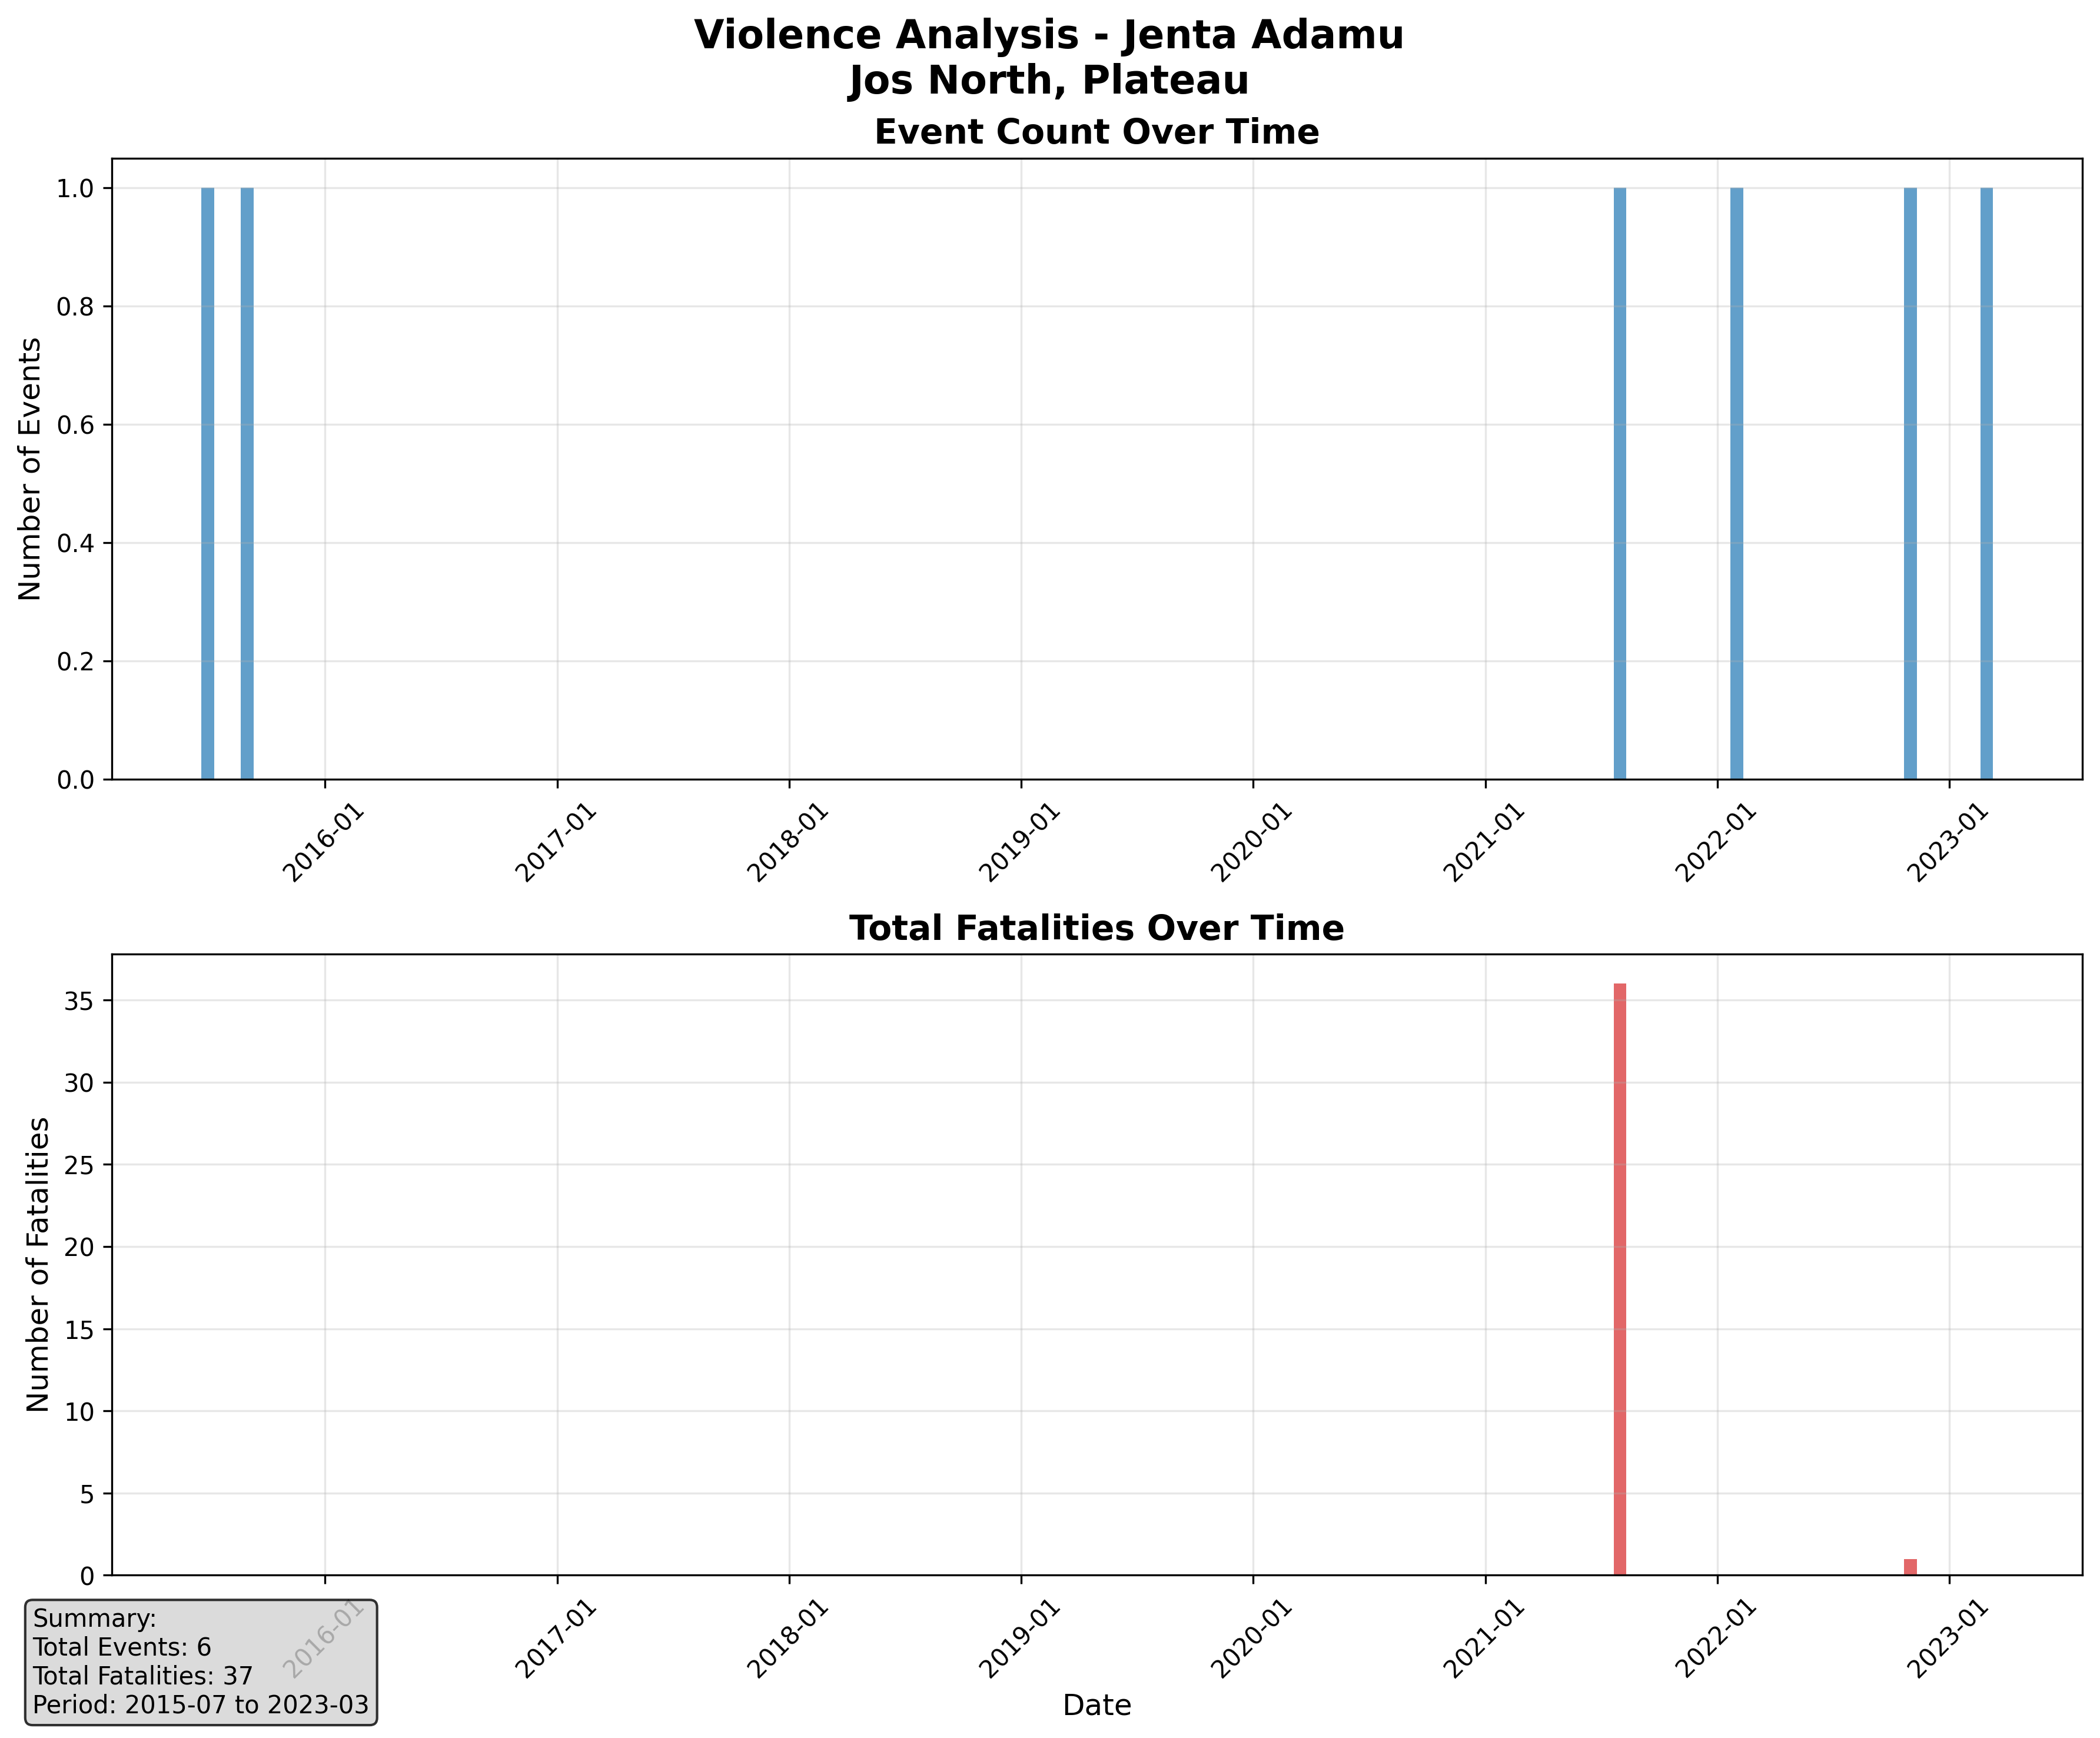 Violence Analysis - Jenta Adamu
Jos North, Plateau
Event Count Over Time
Number of Events
1.0
0.8
0.6
0.4
0.2
0.0
2016-01
2017-01
2018-01
2019-01
2020-01
2021-01
2022-01
2023-01
Total Fatalities Over Time
Number of Fatalities
35
30
25
20
15
10
5
0
2016-01
2017-01
2018-01
2019-01
2020-01
2021-01
2022-01
2023-01
Date
Summary:
Total Events: 6
Total Fatalities: 37
Period: 2015-07 to 2023-03